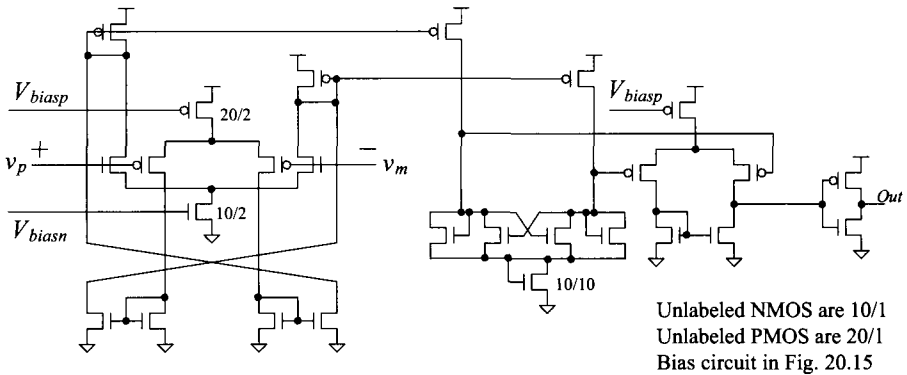 V_biasp
20/2
V_biasp
+
v_p
−
v_m
V_biasn
10/2
Out
10/10
Unlabeled NMOS are 10/1
Unlabeled PMOS are 20/1
Bias circuit in Fig. 20.15